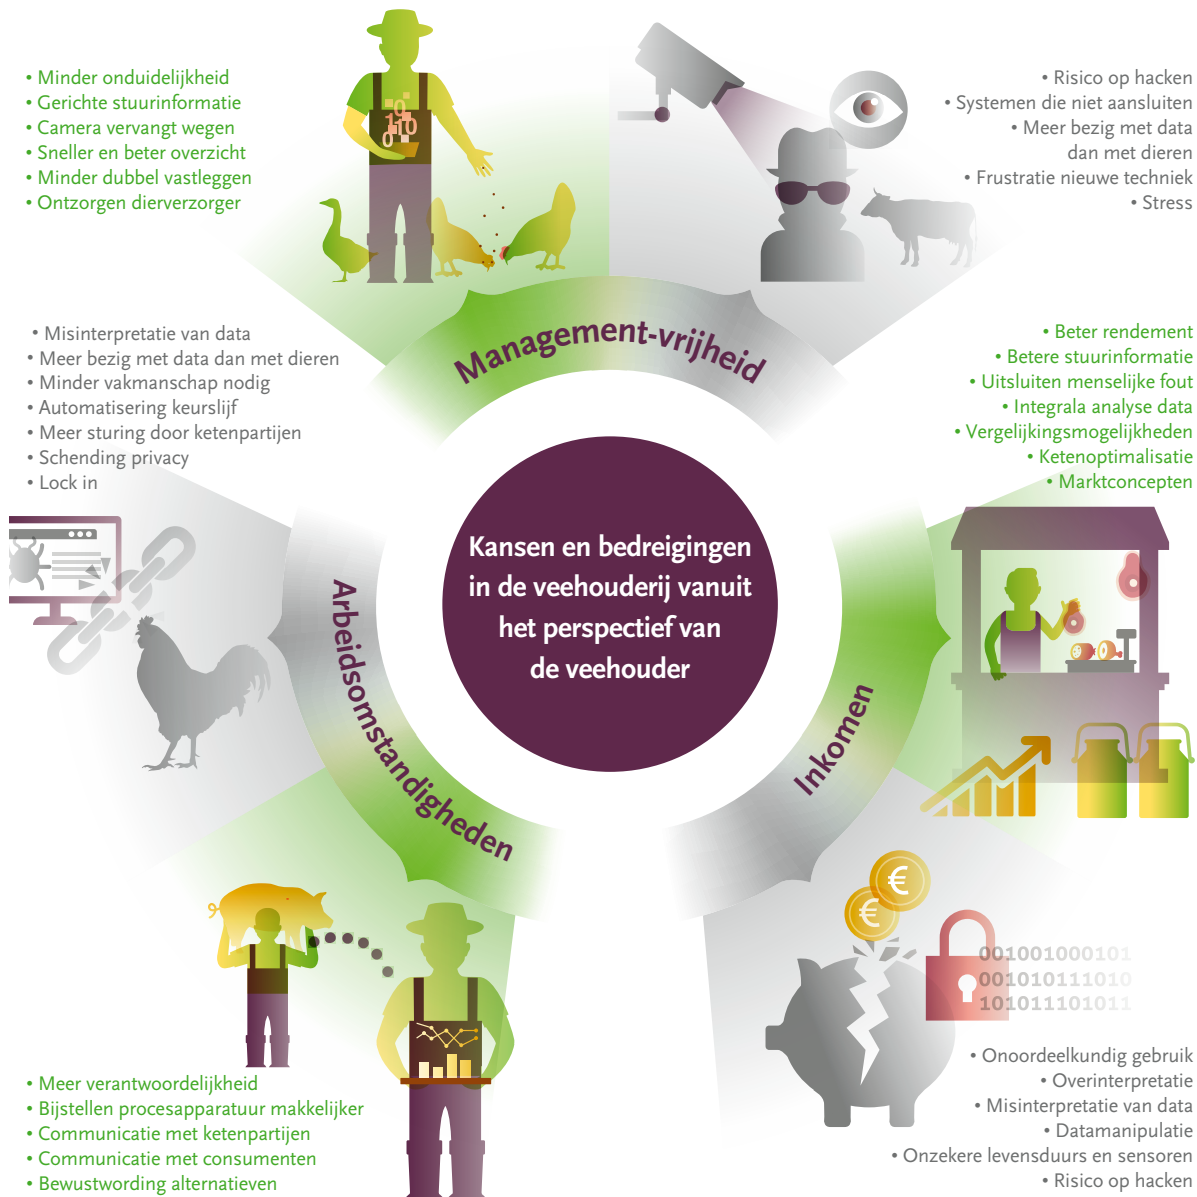 • Minder onduidelijkheid
• Gerichte stuurinformatie
• Camera vervangt wegen
• Sneller en beter overzicht
• Minder dubbel vastleggen
• Ontzorgen dierverzorger
0
1
10
0
• Risico op hacken
• Systemen die niet aansluiten
• Meer bezig met data
dan met dieren
• Frustratie nieuwe techniek
• Stress
Management-vrijheid
• Misinterpretatie van data
• Meer bezig met data dan met dieren
• Minder vakmanschap nodig
• Automatisering keurslijf
• Meer sturing door ketenpartijen
• Schending privacy
• Lock in
• Beter rendement
• Betere stuurinformatie
• Uitsluiten menselijke fout
• Integrala analyse data
• Vergelijkingsmogelijkheden
• Ketenoptimalisatie
• Marktconcepten
Kansen en bedreigingen
in de veehouderij vanuit
het perspectief van
de veehouder
Arbeidsomstandigheden
Inkomen
€
€
001001000101
001010111010
101011101011
• Meer verantwoordelijkheid
• Bijstellen procesapparatuur makkelijker
• Communicatie met ketenpartijen
• Communicatie met consumenten
• Bewustwording alternatieven
• Onoordeelkundig gebruik
• Overinterpretatie
• Misinterpretatie van data
• Datamanipulatie
• Onzekere levensduurs en sensoren
• Risico op hacken